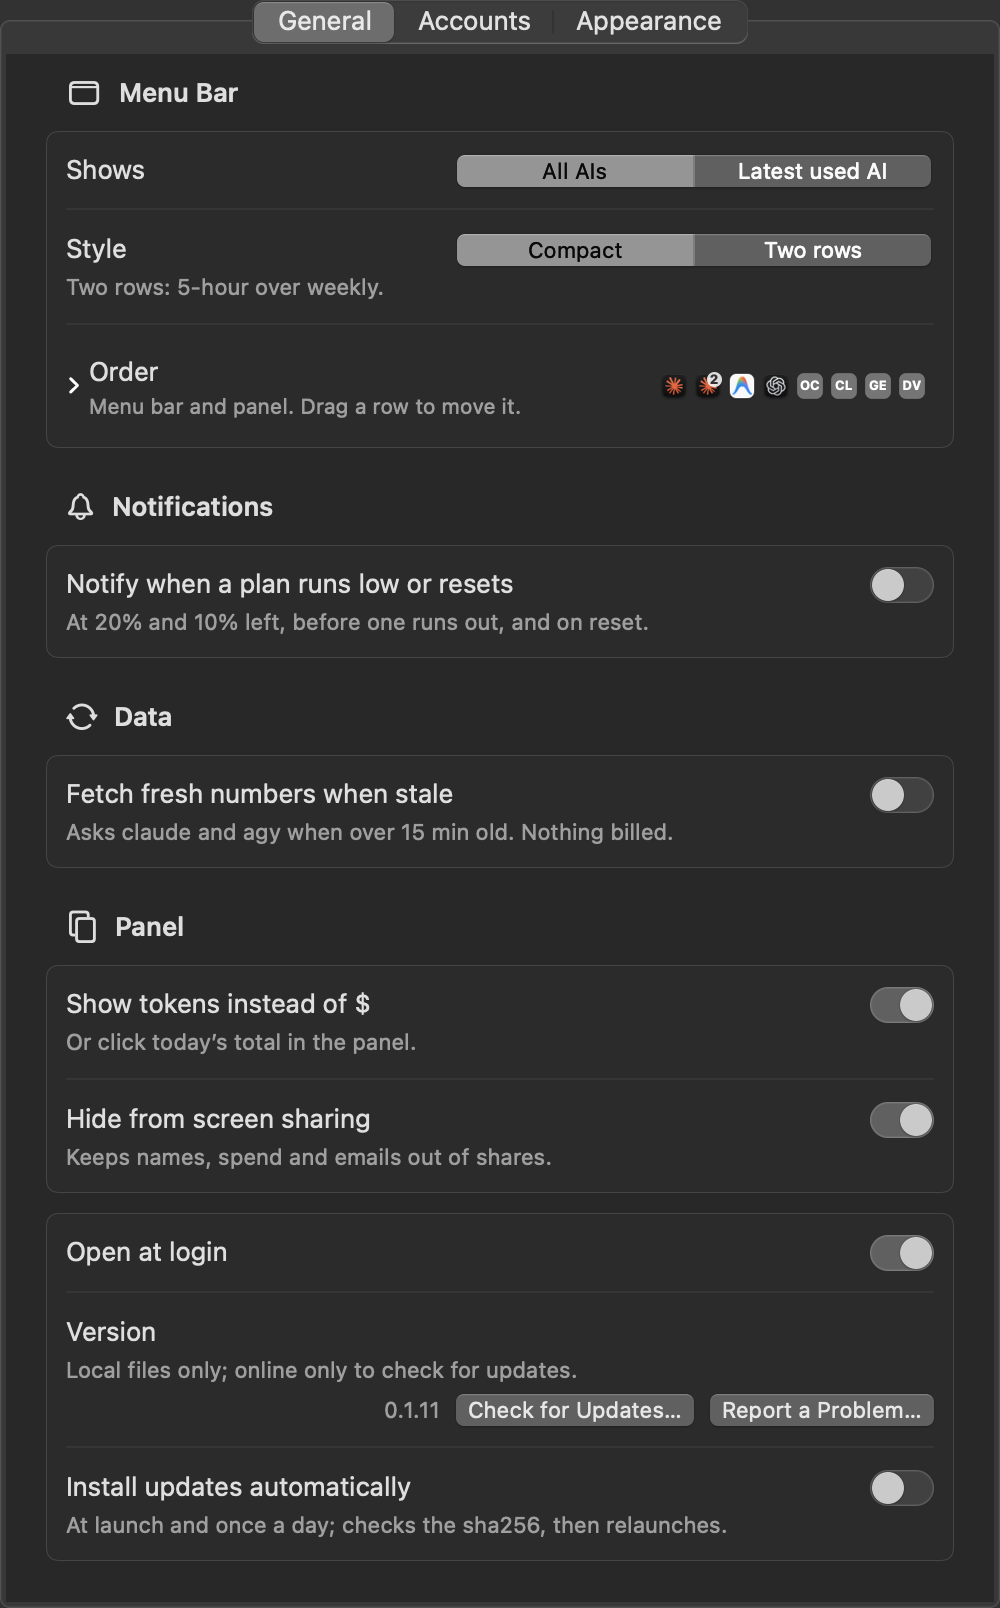 General
Accounts
Appearance
Menu Bar
Shows
All AIs
Latest used AI
Style
Compact
Two rows
Two rows: 5-hour over weekly.
Order
2
OC
CL
GE
DV
Menu bar and panel. Drag a row to move it.
Notifications
Notify when a plan runs low or resets
At 20% and 10% left, before one runs out, and on reset.
Data
Fetch fresh numbers when stale
Asks claude and agy when over 15 min old. Nothing billed.
Panel
Show tokens instead of $
Or click today’s total in the panel.
Hide from screen sharing
Keeps names, spend and emails out of shares.
Open at login
Version
Local files only; online only to check for updates.
0.1.11
Check for Updates...
Report a Problem...
Install updates automatically
At launch and once a day; checks the sha256, then relaunches.